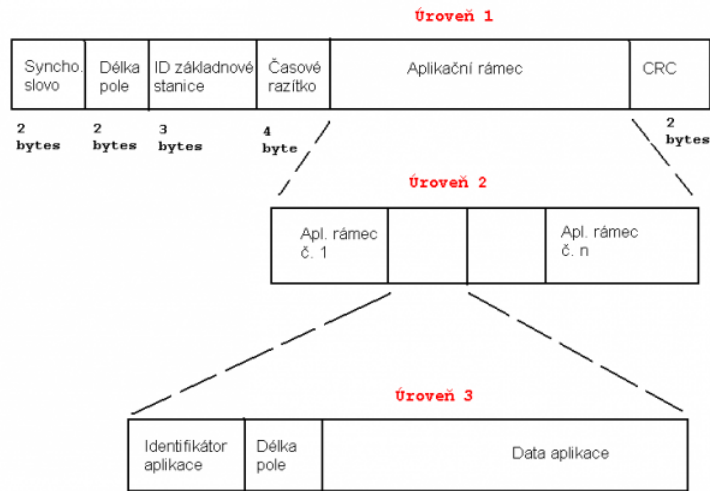 Úroveň 1
Syncho.
slovo
Délka
pole
ID základnové
stanice
Časové
razítko
Aplikační rámec
CRC
2
bytes
2
bytes
3
bytes
4
byte
2
bytes
Úroveň 2
Apl. rámec
č. 1
Apl. rámec
č. n
Úroveň 3
Identifikátor
aplikace
Délka
pole
Data aplikace